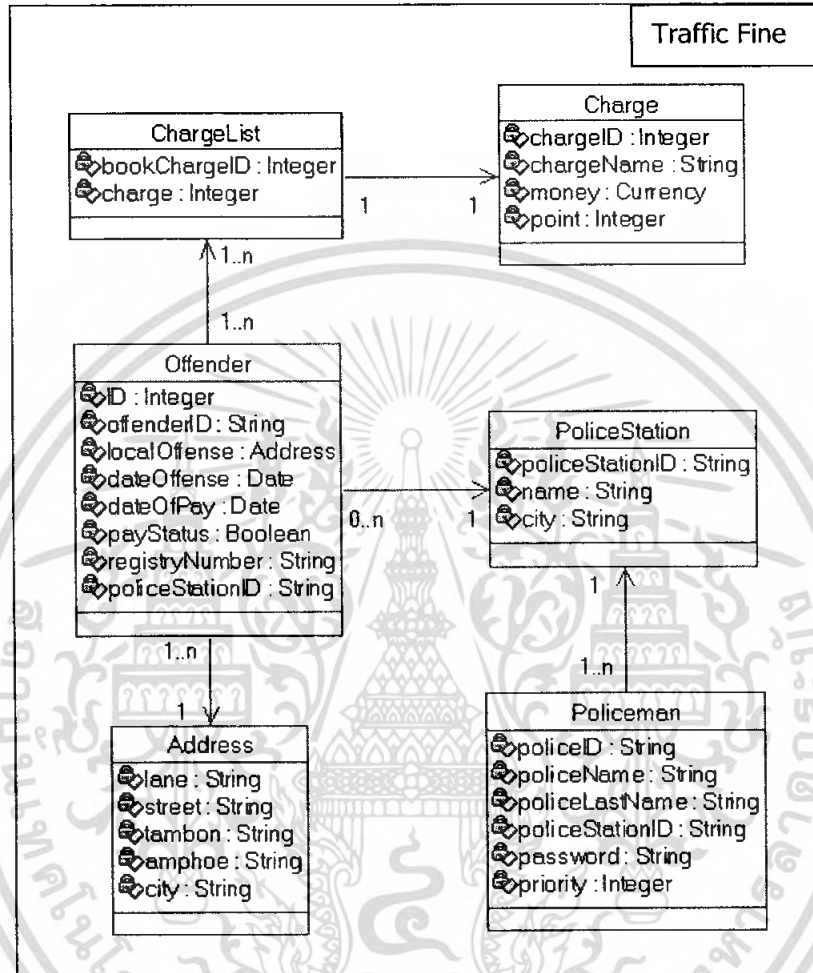 Traffic Fine
ChargeList
bookChargeID : Integer
charge : Integer
1
1
Charge
chargeID : Integer
chargeName : String
money : Currency
point : Integer
1..n
1..n
Offender
ID : Integer
offenderID : String
localOffense : Address
dateOffense : Date
dateOfPay : Date
payStatus : Boolean
registryNumber : String
policeStationID : String
0..n
1
PoliceStation
policeStationID : String
name : String
city : String
1
1..n
1..n
1
Address
lane : String
street : String
tambon : String
amphoe : String
city : String
Policeman
policeID : String
policeName : String
policeLastName : String
policeStationID : String
password : String
priority : Integer